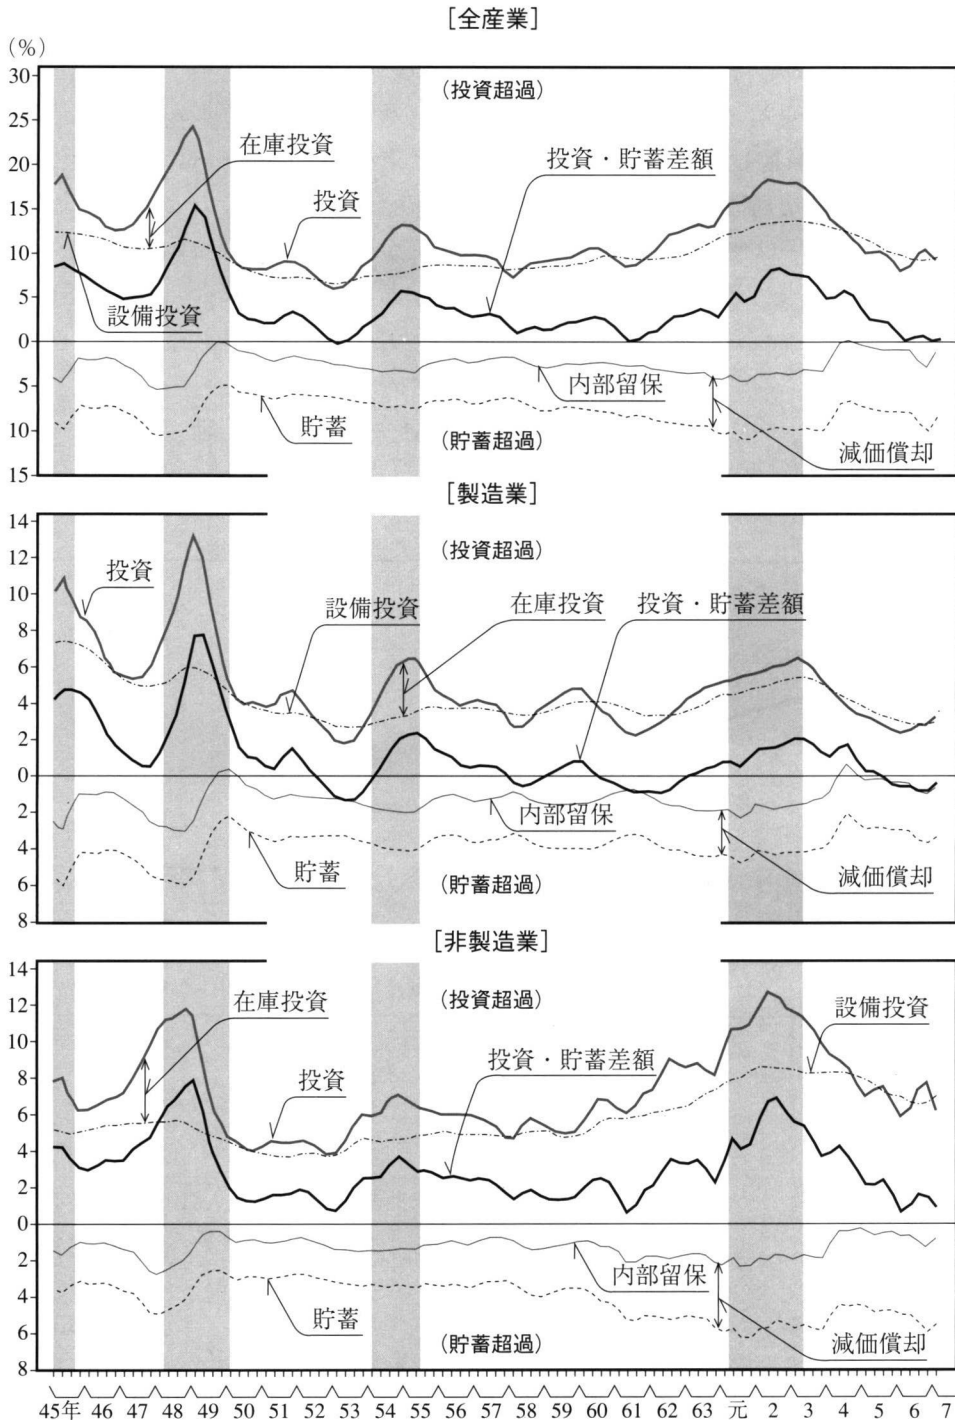 [全産業]
(%)
30
25
20
15
10
5
0
5
10
15
(投資超過)
在庫投資
投資・貯蓄差額
投資
設備投資
内部留保
貯蓄
(貯蓄超過)
減価償却
[製造業]
14
12
10
8
6
4
2
0
2
4
6
8
(投資超過)
投資
設備投資
在庫投資
投資・貯蓄差額
内部留保
貯蓄
減価償却
(貯蓄超過)
[非製造業]
14
12
10
8
6
4
2
0
2
4
6
8
(投資超過)
在庫投資
設備投資
投資・貯蓄差額
投資
内部留保
貯蓄
(貯蓄超過)
減価償却
45年 46 47 48 49 50 51 52 53 54 55 56 57 58 59 60 61 62 63 元 2 3 4 5 6 7